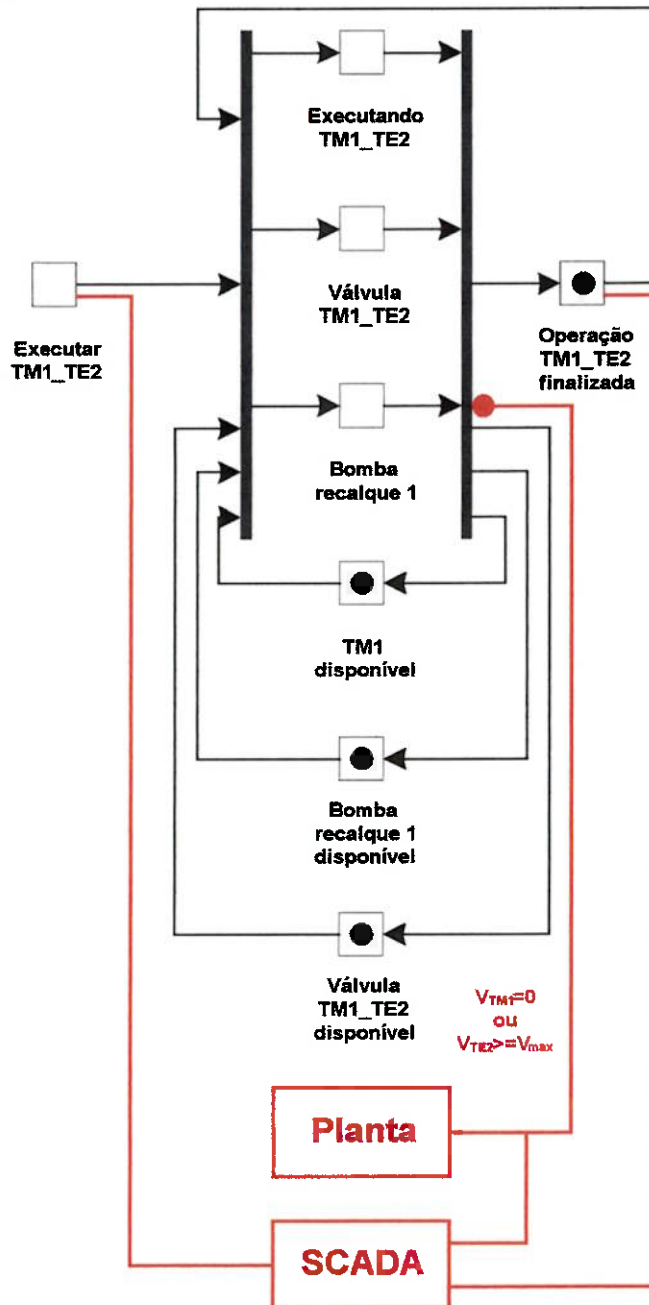 Executando
TM1_TE2
Válvula
TM1_TE2
Executar
TM1_TE2
Operação
TM1_TE2
finalizada
Bomba
recalque 1
TM1
disponível
Bomba
recalque 1
disponível
Válvula
TM1_TE2
disponível
VTM1=0
ou
VTE2>=Vmax
Planta
SCADA